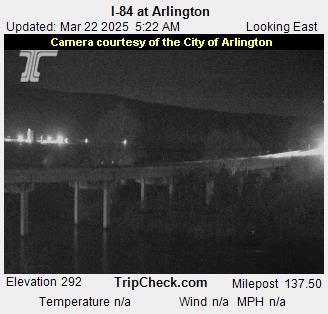 I-84 at Arlington
Updated: Mar 22 2025 5:22 AM Looking East
Camera courtesy of the City of Arlington
Elevation 292 TripCheck.com Milepost 137.50
Temperature n/a Wind n/a MPH n/a